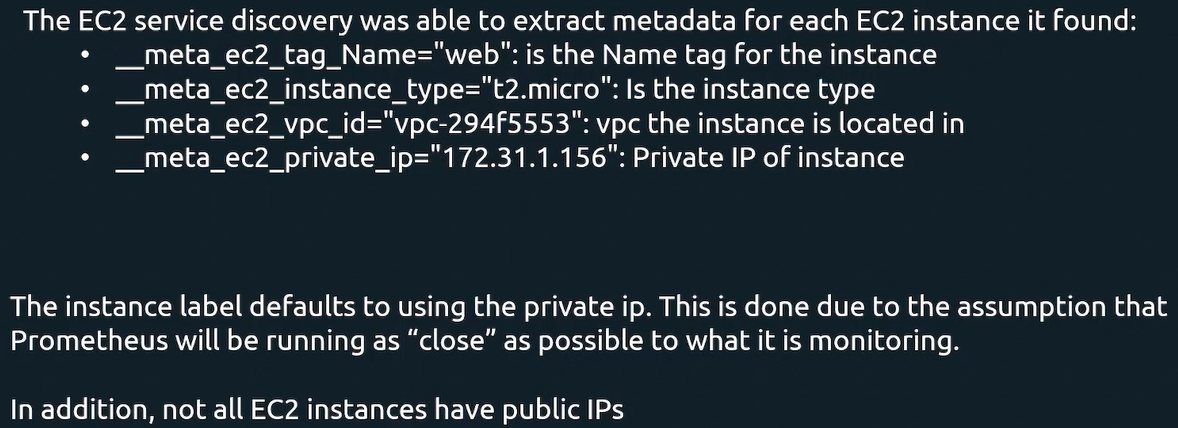 The EC2 service discovery was able to extract metadata for each EC2 instance it found:
• __meta_ec2_tag_Name="web": is the Name tag for the instance
• __meta_ec2_instance_type="t2.micro": Is the instance type
• __meta_ec2_vpc_id="vpc-294f5553": vpc the instance is located in
• __meta_ec2_private_ip="172.31.1.156": Private IP of instance
The instance label defaults to using the private ip. This is done due to the assumption that
Prometheus will be running as “close” as possible to what it is monitoring.
In addition, not all EC2 instances have public IPs